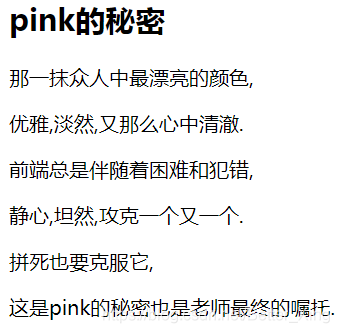 pink的秘密
那一抹众人中最漂亮的颜色,
优雅,淡然,又那么心中清澈.
前端总是伴随着困难和犯错,
静心,坦然,攻克一个又一个.
拼死也要克服它,
这是pink的秘密也是老师最终的嘱托.